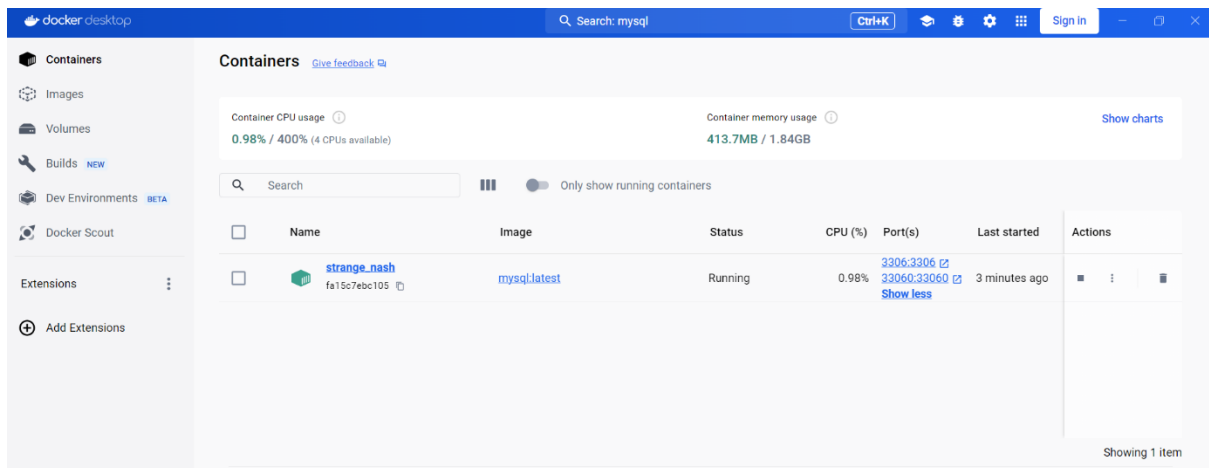 docker desktop
Search: mysql
Ctrl+K
Sign in
Containers
Images
Volumes
Builds NEW
Dev Environments BETA
Docker Scout
Extensions
Add Extensions
Containers Give feedback
Container CPU usage
0.98% / 400% (4 CPUs available)
Container memory usage
413.7MB / 1.84GB
Show charts
Search
Only show running containers
Name Image Status CPU (%) Port(s) Last started Actions
strange_nash
fa15c7ebc105
mysql:latest
Running
0.98%
3306:3306
33060:33060
Show less
3 minutes ago
Showing 1 item